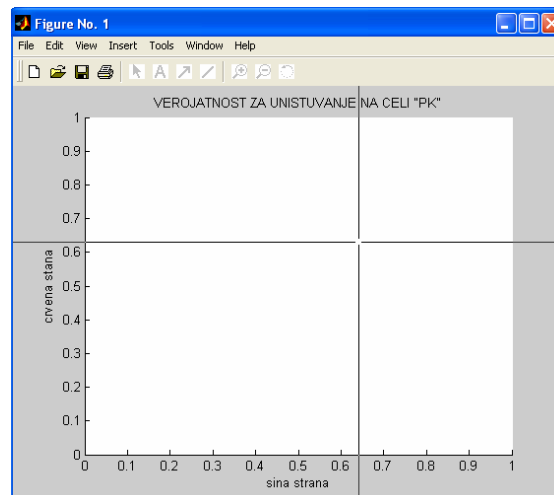 Figure No. 1
File Edit View Insert Tools Window Help
A
VEROJATNOST ZA UNISTUVANJE NA CELI "PK"
1
0.9
0.8
0.7
0.6
0.5
0.4
0.3
0.2
0.1
0
crvena stana
0 0.1 0.2 0.3 0.4 0.5 0.6 0.7 0.8 0.9 1
sina strana